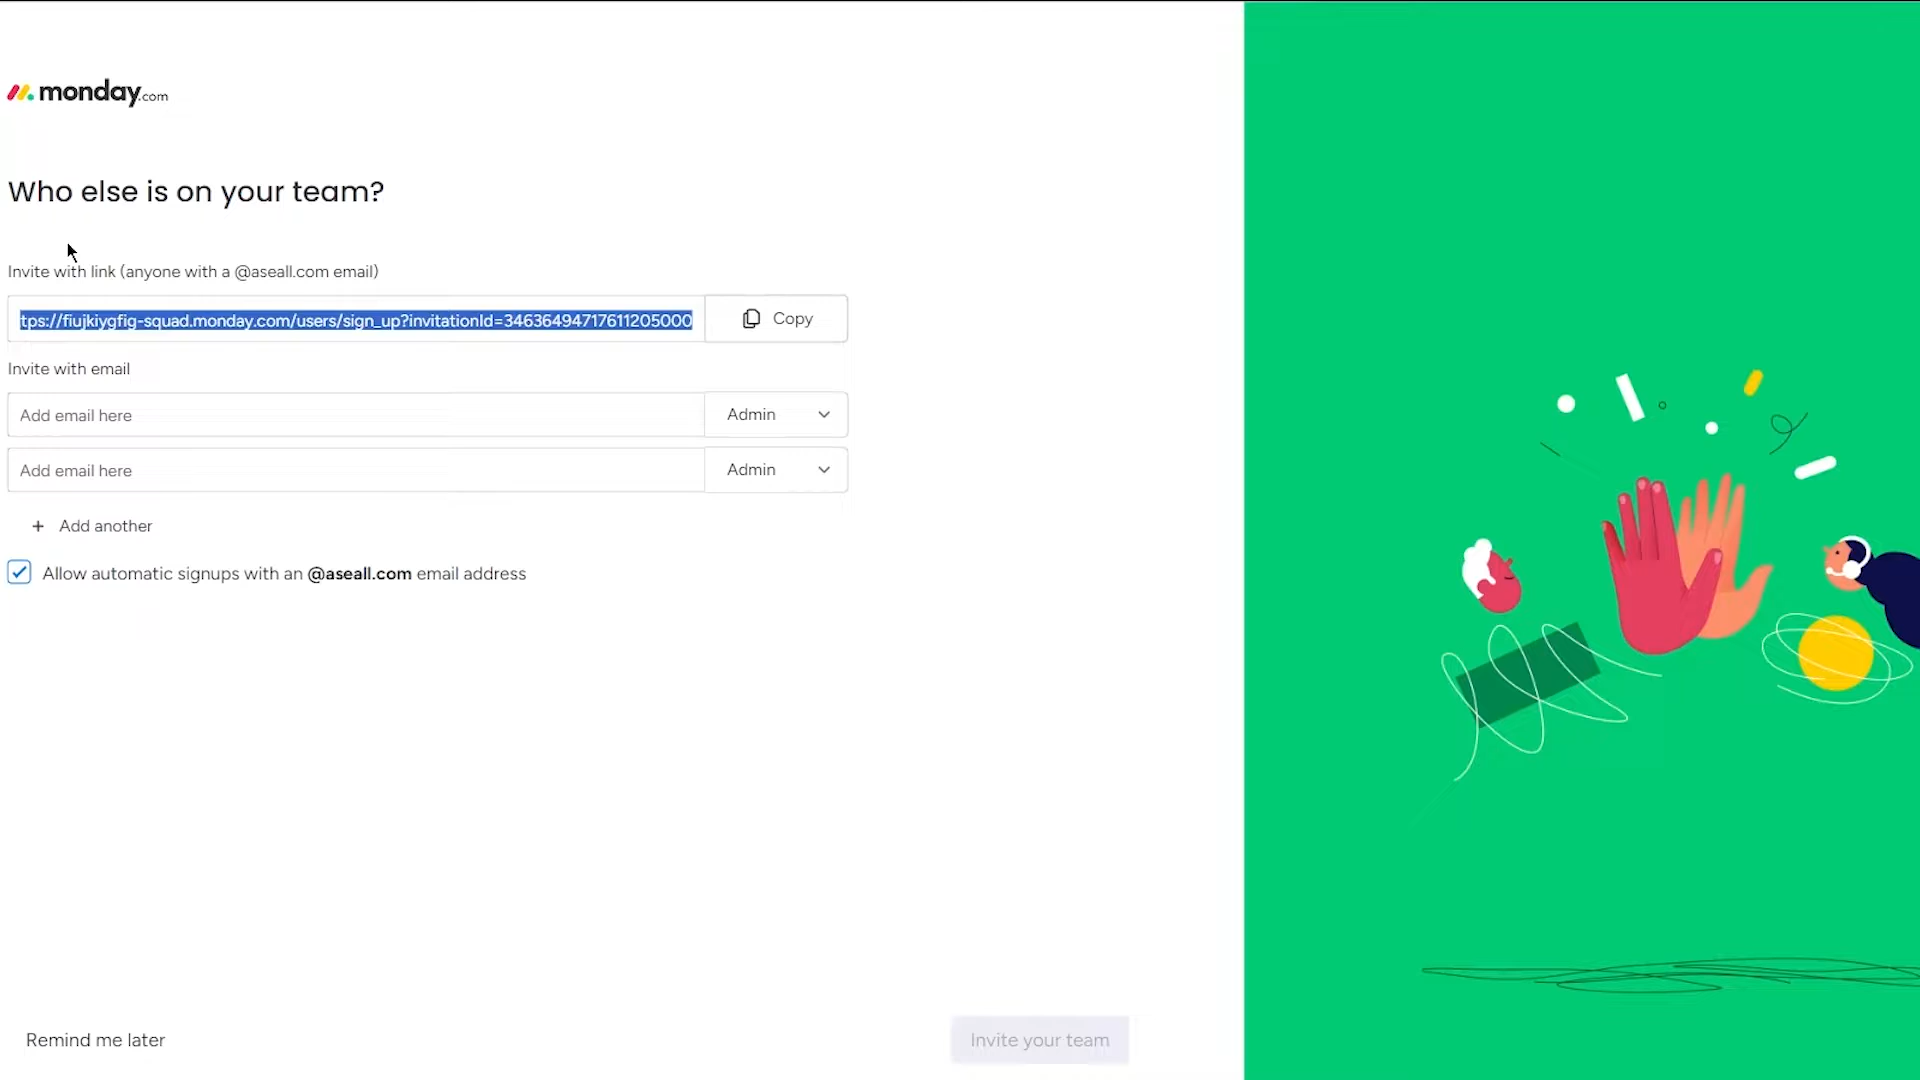 monday.com
Who else is on your team?
Invite with link (anyone with a @aseall.com email)
tps://fiujkiygfig-squad.monday.com/users/sign_up?invitationId=34636494717611205000
Copy
Invite with email
Add email here
Admin
Add email here
Admin
+ Add another
Allow automatic signups with an @aseall.com email address
Remind me later
Invite your team